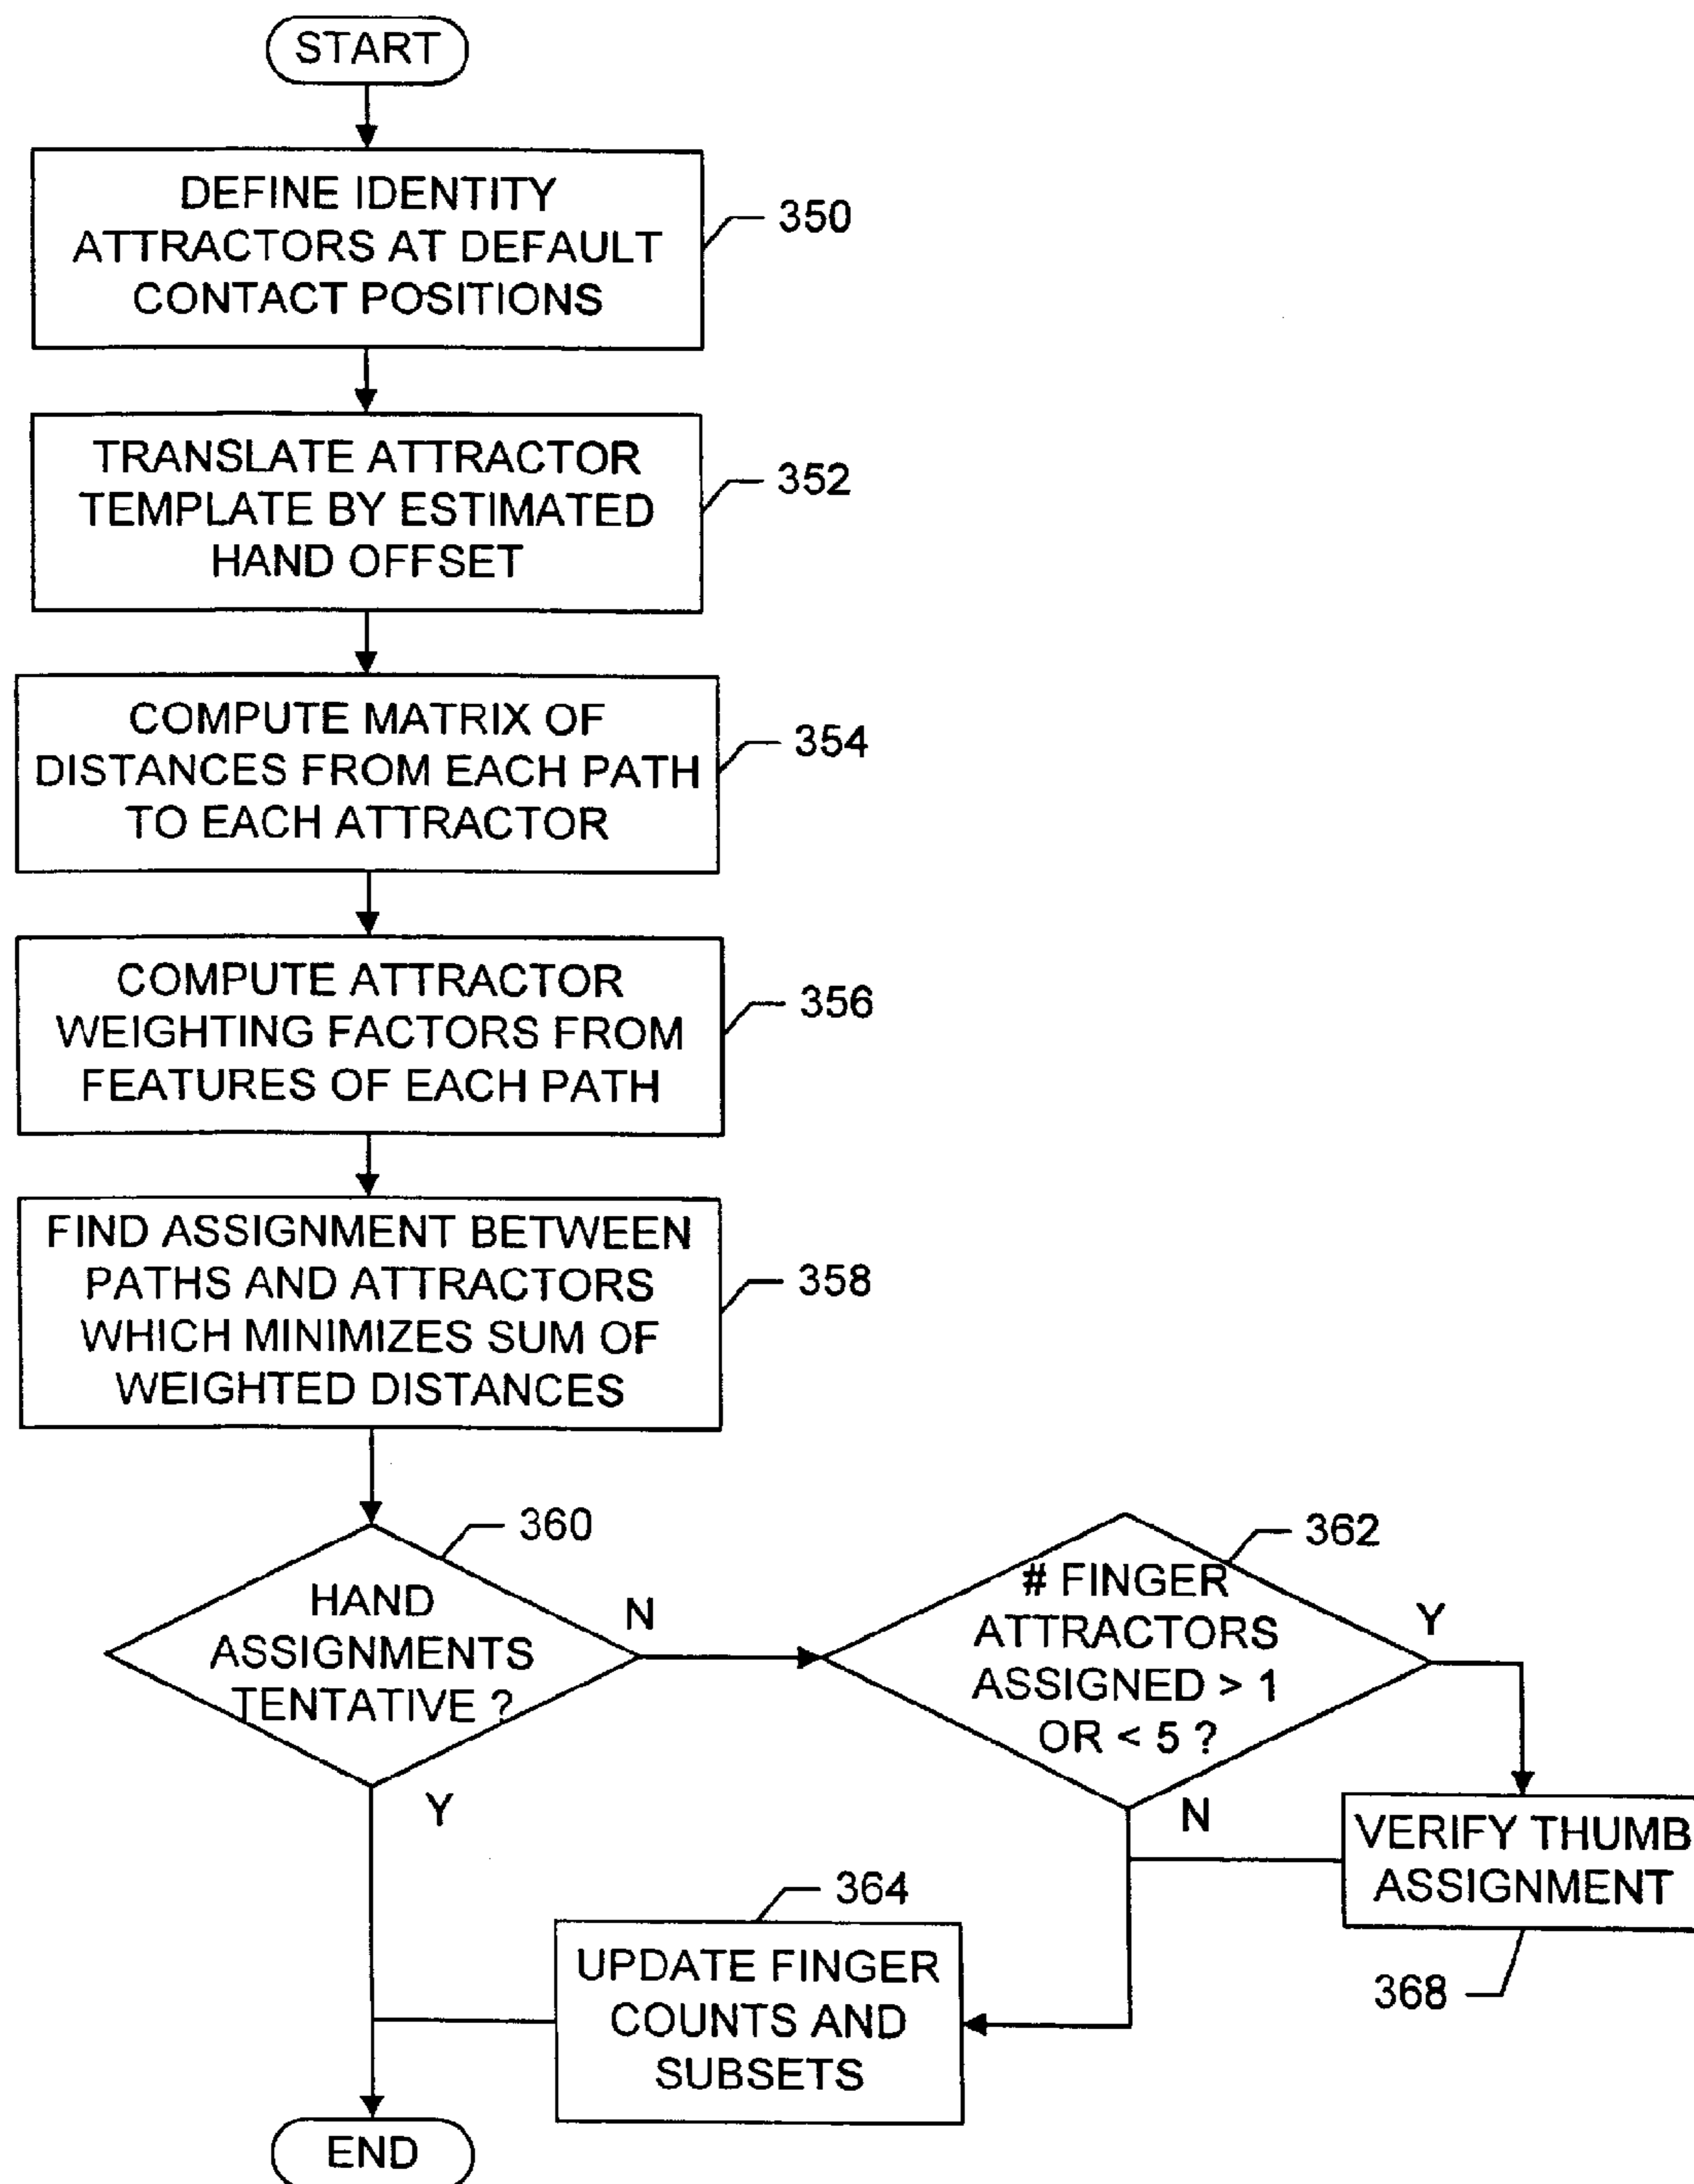 START
DEFINE IDENTITY
ATTRACTORS AT DEFAULT
CONTACT POSITIONS
350
TRANSLATE ATTRACTOR
TEMPLATE BY ESTIMATED
HAND OFFSET
352
COMPUTE MATRIX OF
DISTANCES FROM EACH PATH
TO EACH ATTRACTOR
354
COMPUTE ATTRACTOR
WEIGHTING FACTORS FROM
FEATURES OF EACH PATH
356
FIND ASSIGNMENT BETWEEN
PATHS AND ATTRACTORS
WHICH MINIMIZES SUM OF
WEIGHTED DISTANCES
358
360
HAND
ASSIGNMENTS
TENTATIVE ?
N
Y
362
# FINGER
ATTRACTORS
ASSIGNED > 1
OR < 5 ?
Y
N
VERIFY THUMB
ASSIGNMENT
368
364
UPDATE FINGER
COUNTS AND
SUBSETS
END